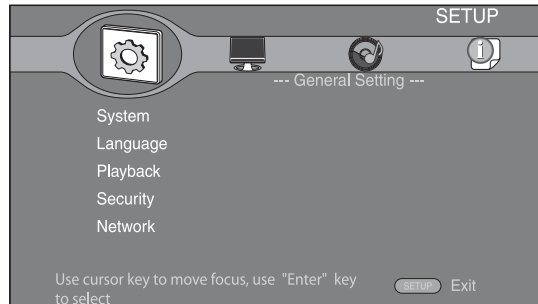 SETUP
--- General Setting ---
System
Language
Playback
Security
Network
Use cursor key to move focus, use "Enter" key
to select
SETUP Exit